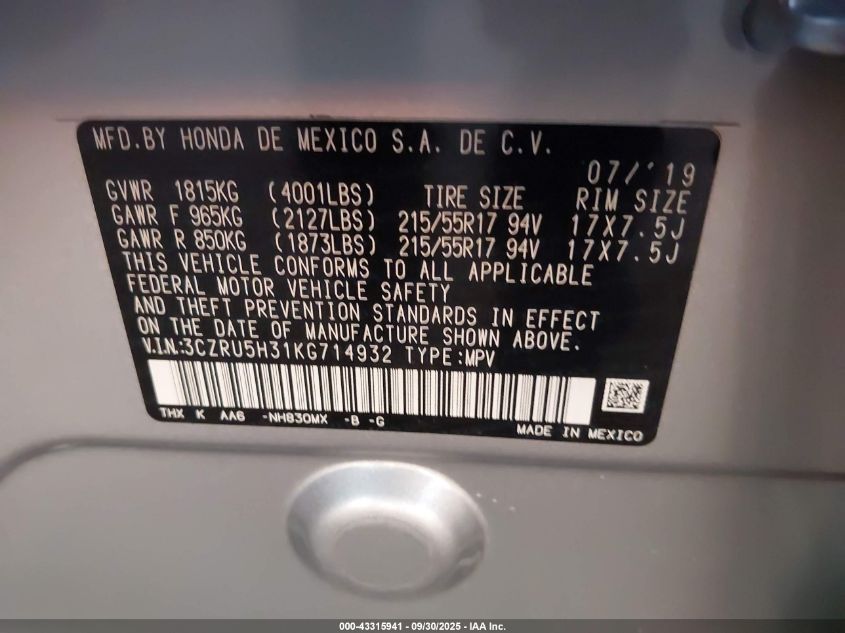 MFD.BY HONDA DE MEXICO S.A. DE C.V.
07/'19
GVWR 1815KG (4001LBS) TIRE SIZE RIM SIZE
GAWR F 965KG (2127LBS) 215/55R17 94V 17X7.5J
GAWR R 850KG (1873LBS) 215/55R17 94V 17X7.5J
THIS VEHICLE CONFORMS TO ALL APPLICABLE
FEDERAL MOTOR VEHICLE SAFETY
AND THEFT PREVENTION STANDARDS IN EFFECT
ON THE DATE OF MANUFACTURE SHOWN ABOVE.
V.I.N:3CZRU5H31KG714932 TYPE:MPV
THX K AA6 -NH830MX -B -G
MADE IN MEXICO
000-43315941 - 09/30/2025 - IAA Inc.